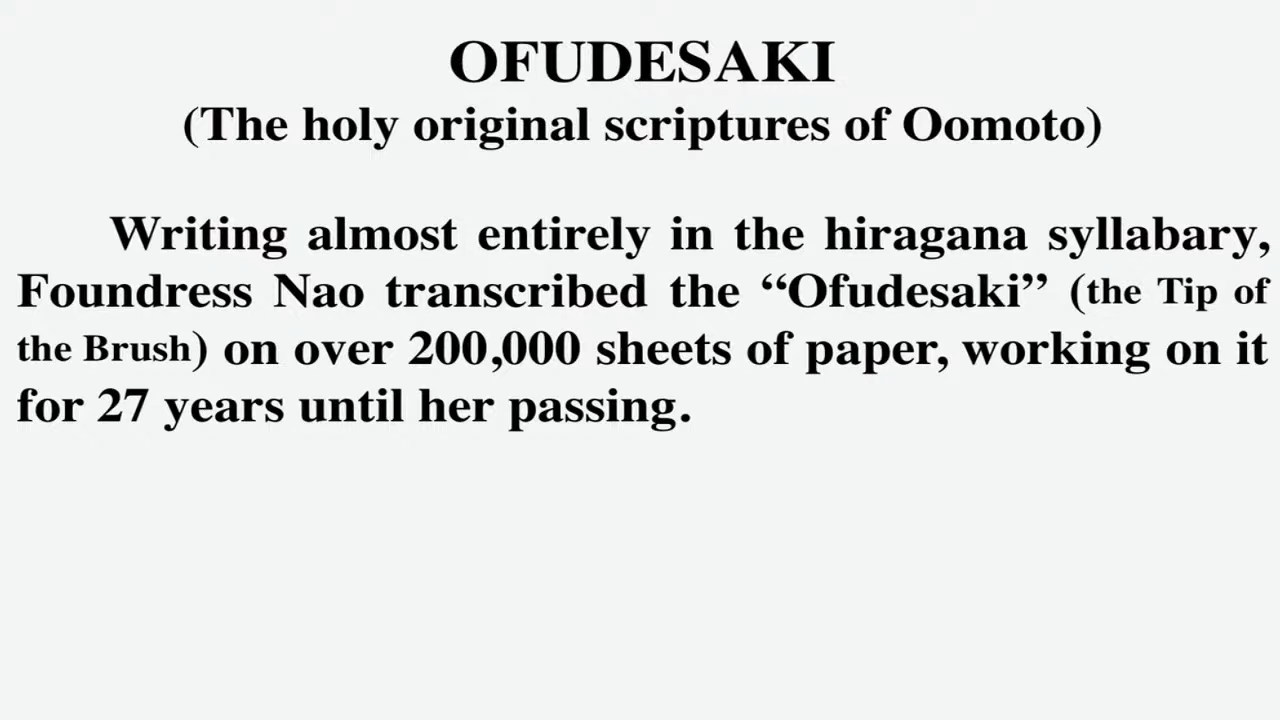 OFUDESAKI
(The holy original scriptures of Oomoto)
Writing almost entirely in the hiragana syllabary,
Foundress Nao transcribed the “Ofudesaki” (the Tip of
the Brush) on over 200,000 sheets of paper, working on it
for 27 years until her passing.